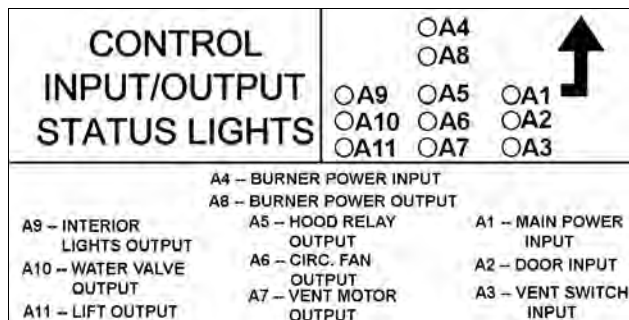 CONTROL
INPUT/OUTPUT
STATUS LIGHTS
A4
A8
A9 A5 A1
A10 A6 A2
A11 A7 A3
A4 – BURNER POWER INPUT
A8 – BURNER POWER OUTPUT
A9 – INTERIOR
LIGHTS OUTPUT
A10 – WATER VALVE
OUTPUT
A11 – LIFT OUTPUT
A5 – HOOD RELAY
OUTPUT
A6 – CIRC. FAN
OUTPUT
A7 – VENT MOTOR
OUTPUT
A1 – MAIN POWER
INPUT
A2 – DOOR INPUT
A3 – VENT SWITCH
INPUT